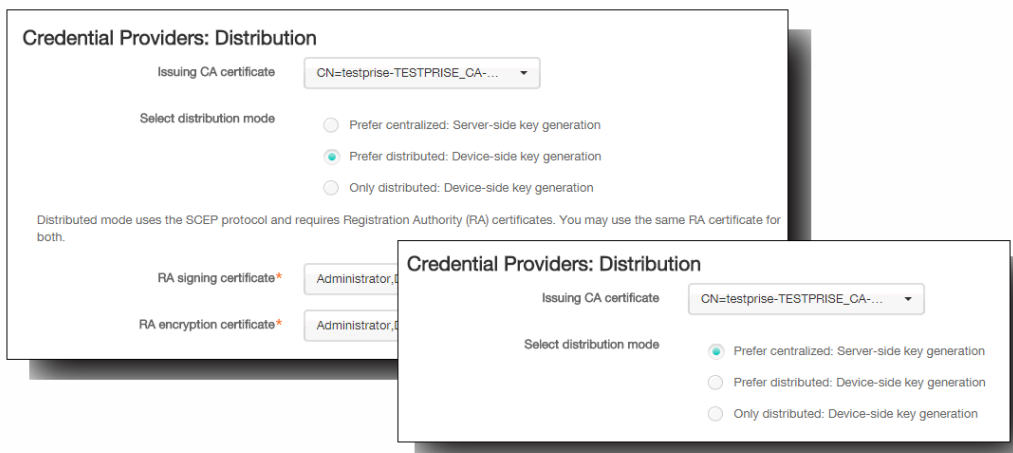 Credential Providers: Distribution
Issuing CA certificate
CN=testprise-TESTPRISE_CA-...
Select distribution mode
Prefer centralized: Server-side key generation
Prefer distributed: Device-side key generation
Only distributed: Device-side key generation
Distributed mode uses the SCEP protocol and requires Registration Authority (RA) certificates. You may use the same RA certificate for
both.
RA signing certificate*
Administrator,D
RA encryption certificate*
Administrator,D
Credential Providers: Distribution
Issuing CA certificate
CN=testprise-TESTPRISE_CA-...
Select distribution mode
Prefer centralized: Server-side key generation
Prefer distributed: Device-side key generation
Only distributed: Device-side key generation